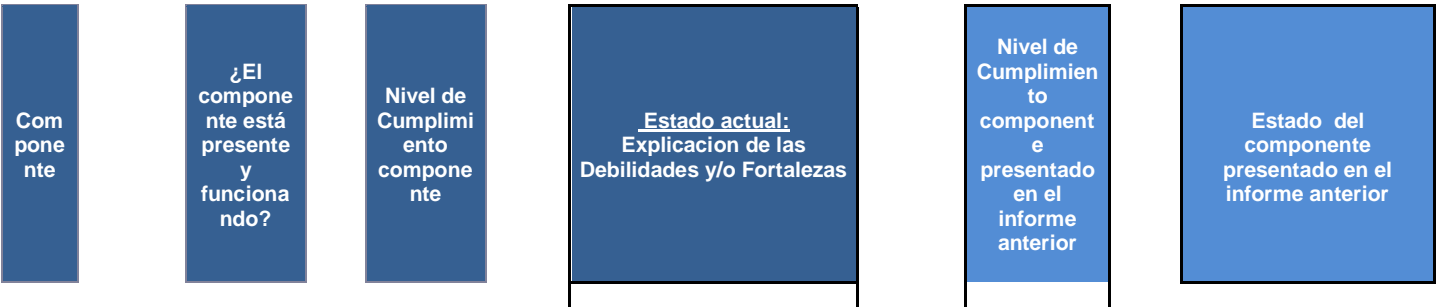 Com
pone
nte
¿El
compone
nte está
presente
y
funciona
ndo?
Nivel de
Cumplimi
ento
compone
nte
Estado actual:
Explicacion de las
Debilidades y/o Fortalezas
Nivel de
Cumplimien
to
component
e
presentado
en el
informe
anterior
Estado del
componente
presentado en el
informe anterior